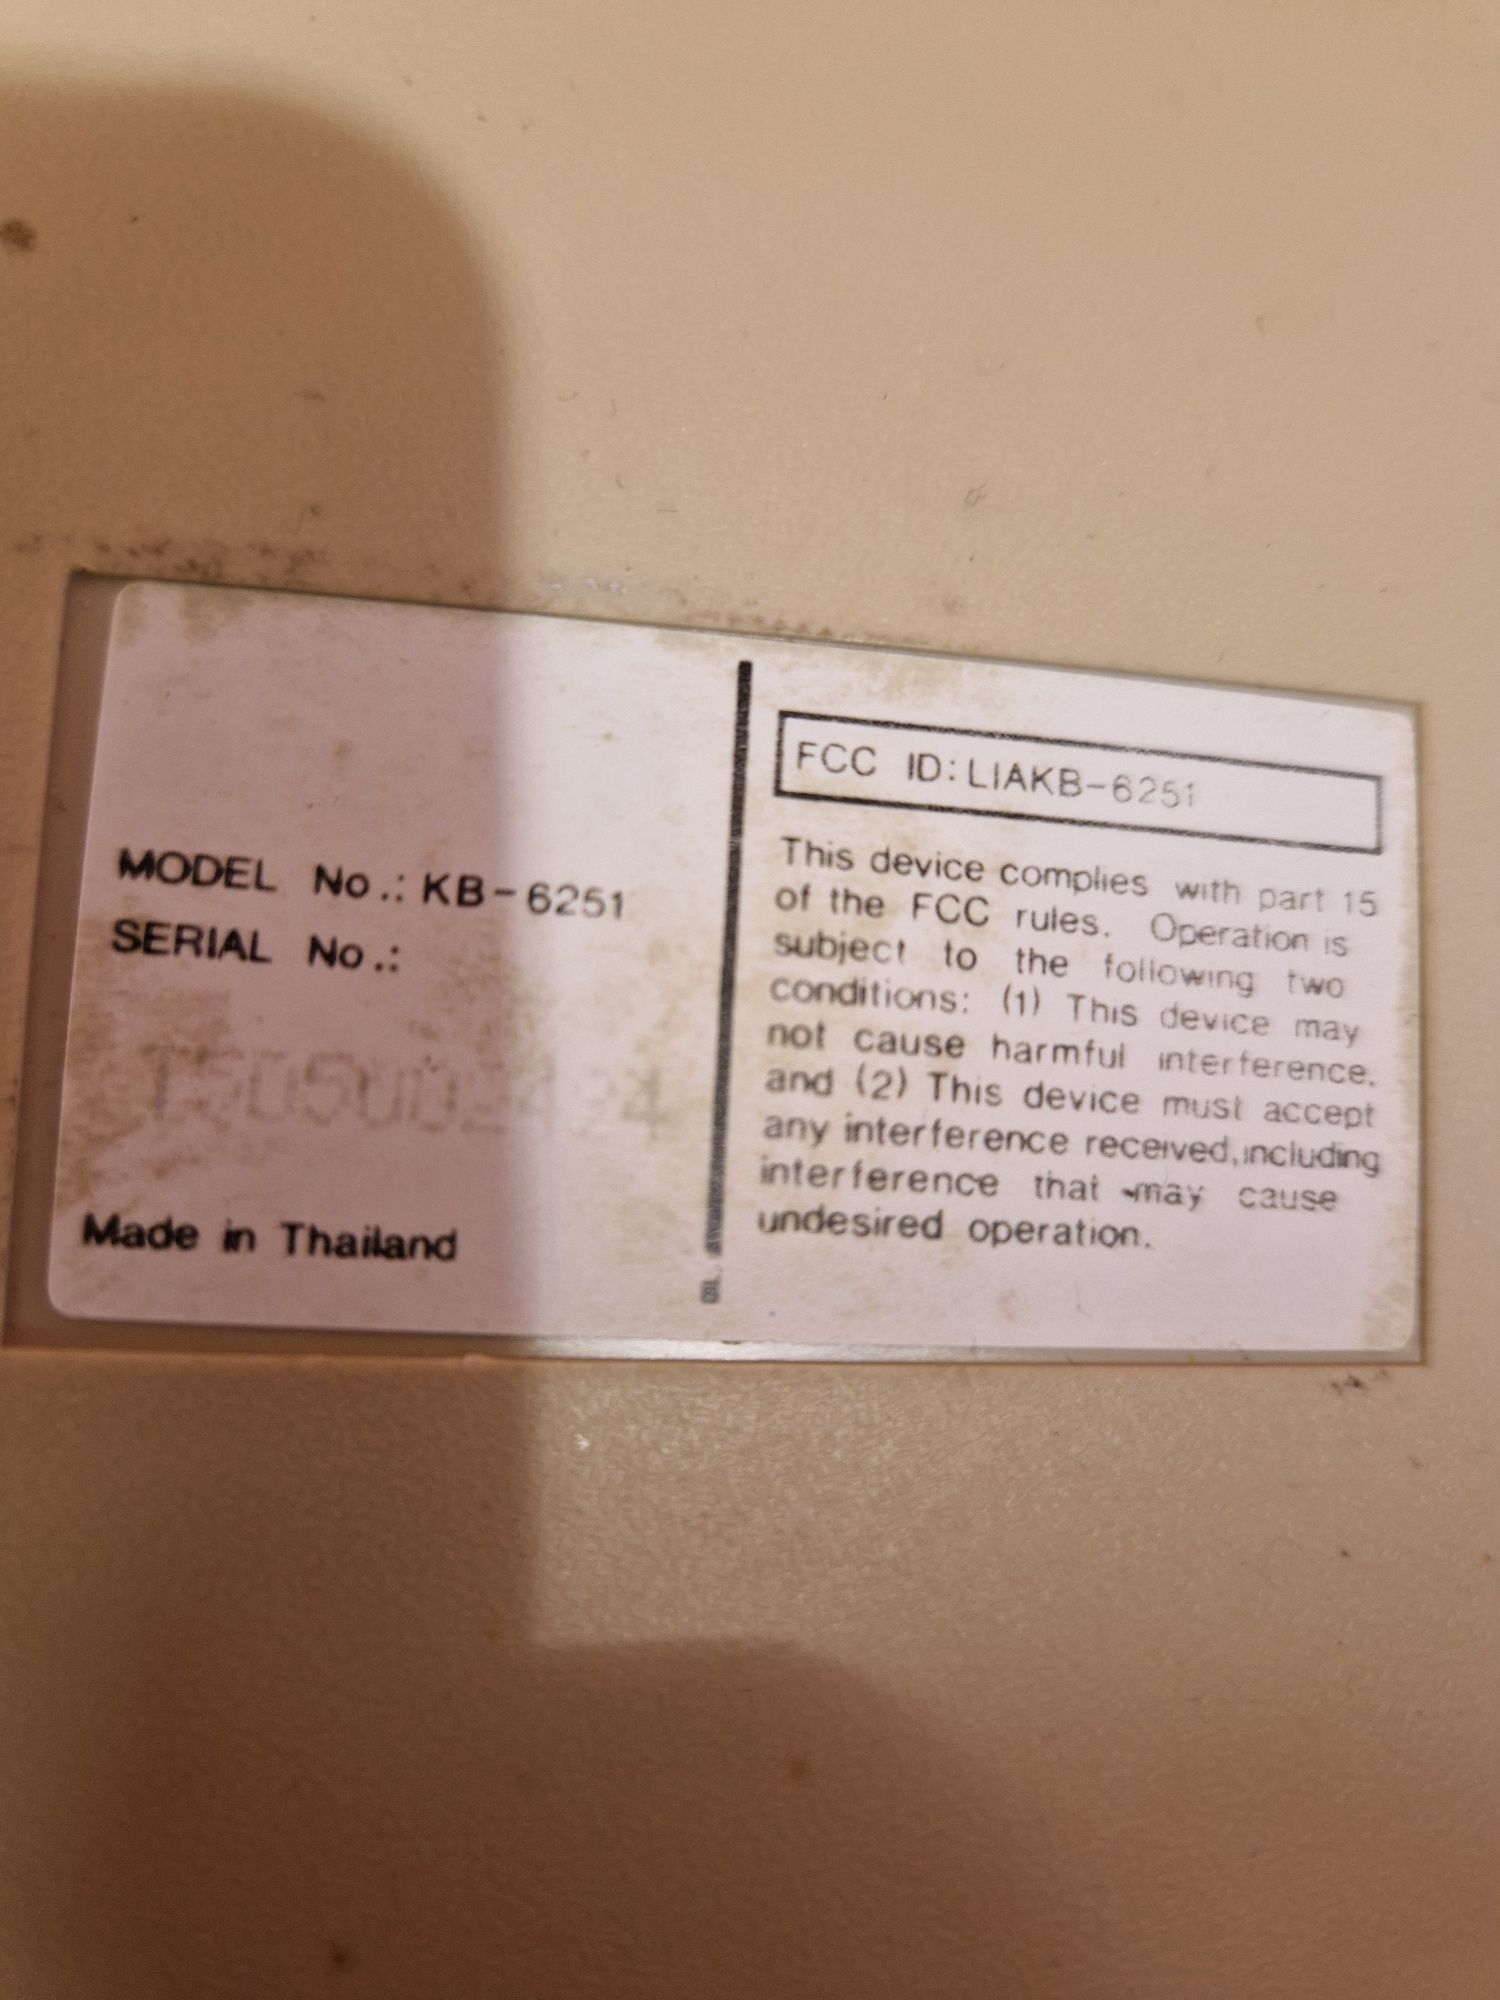 MODEL No.: KB-6251
SERIAL No.:
Made in Thailand
FCC ID: LIAKB-6251
This device complies with part 15
of the FCC rules. Operation is
subject to the following two
conditions: (1) This device may
not cause harmful interference.
and (2) This device must accept
any interference received, including
interference that may cause
undesired operation.